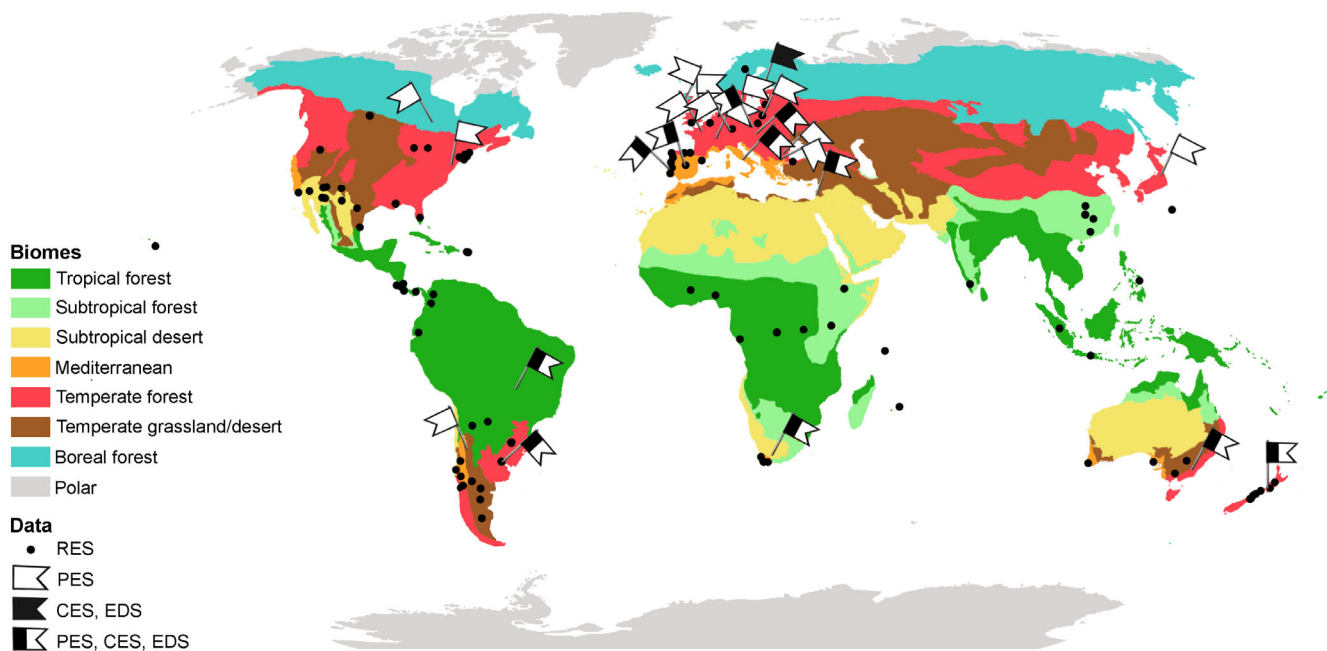 Biomes
Tropical forest
Subtropical forest
Subtropical desert
Mediterranean
Temperate forest
Temperate grassland/desert
Boreal forest
Polar
Data
RES
PES
CES, EDS
PES, CES, EDS